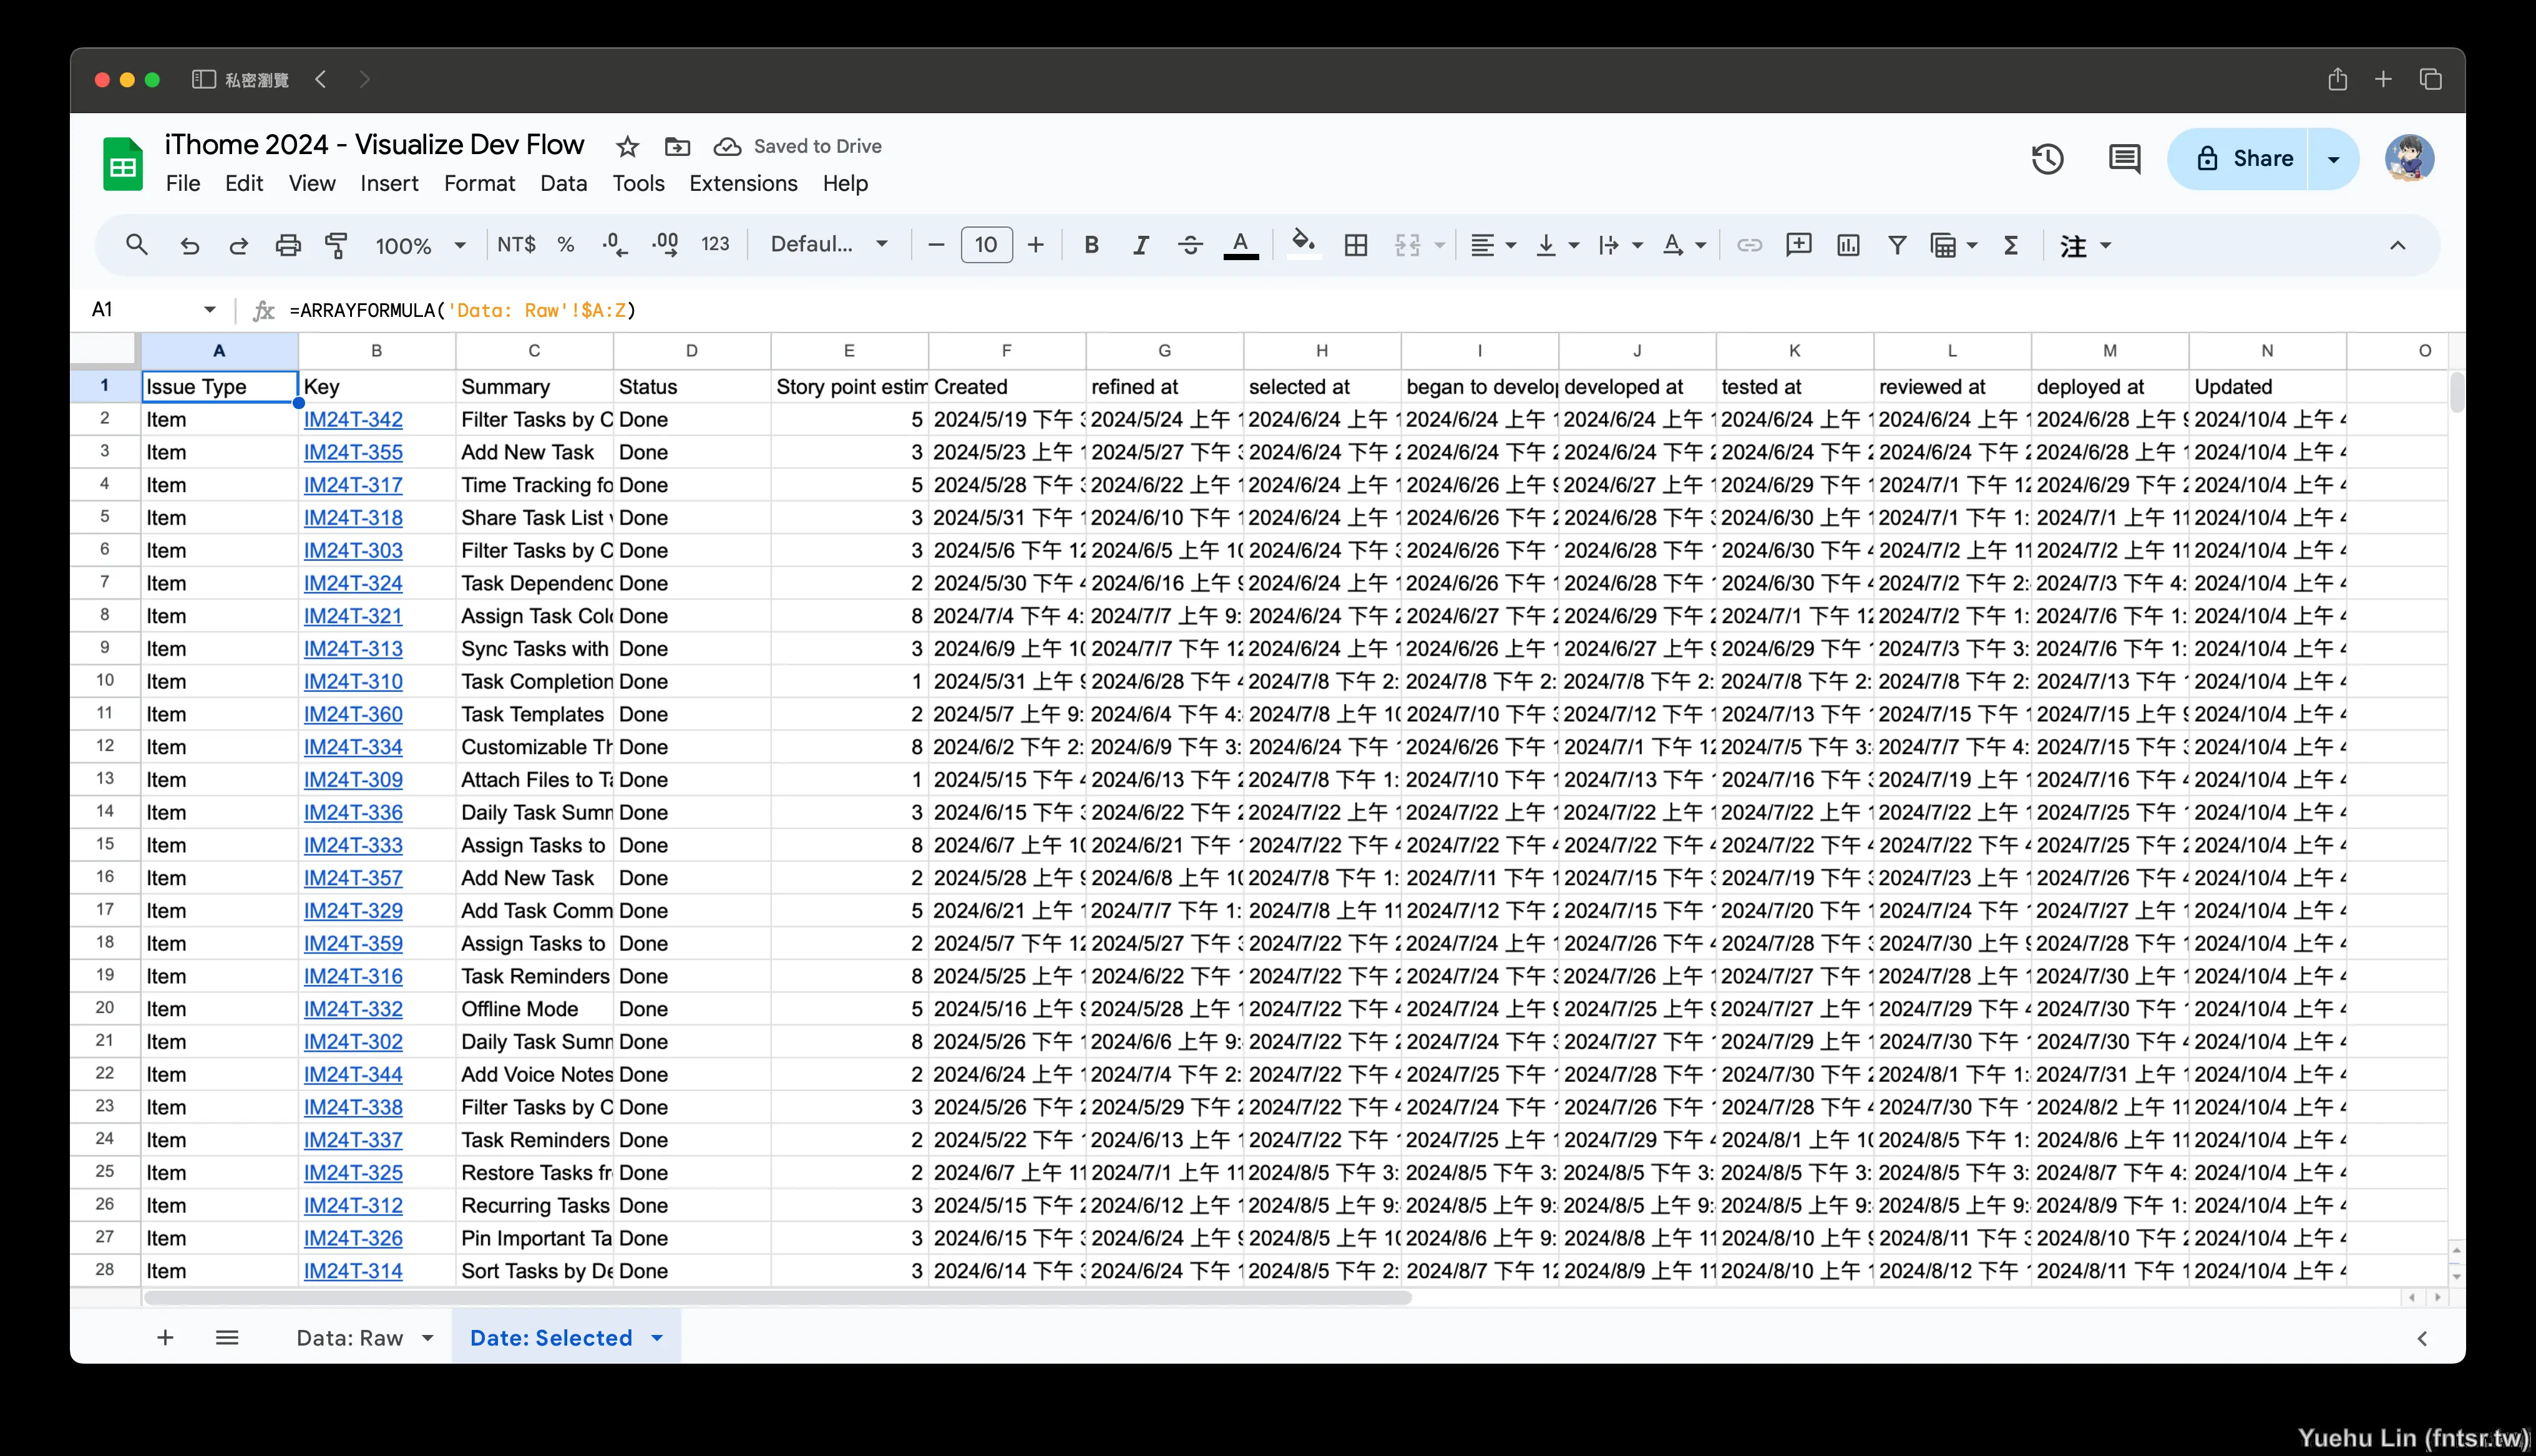 私密瀏覽
iThome 2024 - Visualize Dev Flow Saved to Drive
File Edit View Insert Format Data Tools Extensions Help
Share
100% NT$ % .0 .00 123 Defaul... 10 B I A Σ 注
A1 fx =ARRAYFORMULA('Data: Raw'!$A:Z)
A B C D E F G H I J K L M N O
1 Issue Type Key Summary Status Story point estim Created refined at selected at began to develop developed at tested at reviewed at deployed at Updated
2 Item IM24T-342 Filter Tasks by C Done 5 2024/5/19 下午 2024/5/24 上午 2024/6/24 上午 2024/6/24 上午 2024/6/24 上午 2024/6/24 上午 2024/6/24 上午 2024/6/28 上午 2024/10/4 上午
3 Item IM24T-355 Add New Task Done 3 2024/5/23 上午 2024/5/27 下午 2024/6/24 下午 2024/6/24 下午 2024/6/24 下午 2024/6/24 下午 2024/6/24 下午 2024/6/28 上午 2024/10/4 上午
4 Item IM24T-317 Time Tracking fo Done 5 2024/5/28 下午 2024/6/22 上午 2024/6/24 上午 2024/6/26 上午 2024/6/27 上午 2024/6/29 下午 2024/7/1 下午 12 2024/6/29 下午 2024/10/4 上午
5 Item IM24T-318 Share Task List Done 3 2024/5/31 下午 2024/6/10 下午 2024/6/24 上午 2024/6/26 下午 2024/6/28 下午 2024/6/30 上午 2024/7/1 下午 1: 2024/7/1 上午 11 2024/10/4 上午
6 Item IM24T-303 Filter Tasks by C Done 3 2024/5/6 下午 12 2024/6/5 上午 10 2024/6/24 下午 2024/6/26 下午 2024/6/28 下午 2024/6/30 下午 2024/7/2 上午 11 2024/7/2 上午 11 2024/10/4 上午
7 Item IM24T-324 Task Dependenc Done 2 2024/5/30 下午 2024/6/16 上午 2024/6/24 上午 2024/6/26 下午 2024/6/28 下午 2024/6/30 下午 2024/7/2 下午 2: 2024/7/3 下午 4: 2024/10/4 上午
8 Item IM24T-321 Assign Task Colo Done 8 2024/7/4 下午 4: 2024/7/7 上午 9: 2024/6/24 下午 2024/6/27 下午 2024/6/29 下午 2024/7/1 下午 12 2024/7/2 下午 1: 2024/7/6 下午 1: 2024/10/4 上午
9 Item IM24T-313 Sync Tasks with Done 3 2024/6/9 上午 10 2024/7/7 下午 12 2024/6/24 上午 2024/6/26 上午 2024/6/27 上午 2024/6/29 下午 2024/7/3 下午 3: 2024/7/6 下午 1: 2024/10/4 上午
10 Item IM24T-310 Task Completion Done 1 2024/5/31 上午 2024/6/28 下午 2024/7/8 下午 2: 2024/7/8 下午 2: 2024/7/8 下午 2: 2024/7/8 下午 2: 2024/7/8 下午 2: 2024/7/13 下午 2024/10/4 上午
11 Item IM24T-360 Task Templates Done 2 2024/5/7 上午 9: 2024/6/4 下午 4: 2024/7/8 上午 10 2024/7/10 下午 2024/7/12 下午 2024/7/13 下午 2024/7/15 下午 2024/7/15 上午 2024/10/4 上午
12 Item IM24T-334 Customizable Th Done 8 2024/6/2 下午 2: 2024/6/9 下午 3: 2024/6/24 下午 2024/6/26 下午 2024/7/1 下午 12 2024/7/5 下午 3: 2024/7/7 下午 4: 2024/7/15 下午 2024/10/4 上午
13 Item IM24T-309 Attach Files to Ta Done 1 2024/5/15 下午 2024/6/13 下午 2024/7/8 下午 1: 2024/7/10 下午 2024/7/13 下午 2024/7/16 下午 2024/7/19 上午 2024/7/16 下午 2024/10/4 上午
14 Item IM24T-336 Daily Task Summ Done 3 2024/6/15 下午 2024/6/22 下午 2024/7/22 上午 2024/7/22 上午 2024/7/22 上午 2024/7/22 上午 2024/7/22 上午 2024/7/25 下午 2024/10/4 上午
15 Item IM24T-333 Assign Tasks to Done 8 2024/6/7 上午 10 2024/6/21 下午 2024/7/22 下午 2024/7/22 下午 2024/7/22 下午 2024/7/22 下午 2024/7/22 下午 2024/7/25 下午 2024/10/4 上午
16 Item IM24T-357 Add New Task Done 2 2024/5/28 上午 2024/6/8 上午 10 2024/7/8 下午 1: 2024/7/11 下午 2024/7/15 下午 2024/7/19 下午 2024/7/23 上午 2024/7/26 下午 2024/10/4 上午
17 Item IM24T-329 Add Task Comm Done 5 2024/6/21 上午 2024/7/7 下午 1: 2024/7/8 上午 11 2024/7/12 下午 2024/7/15 下午 2024/7/20 下午 2024/7/24 下午 2024/7/27 上午 2024/10/4 上午
18 Item IM24T-359 Assign Tasks to Done 2 2024/5/7 下午 12 2024/5/27 下午 2024/7/22 下午 2024/7/24 上午 2024/7/26 下午 2024/7/28 下午 2024/7/30 上午 2024/7/28 下午 2024/10/4 上午
19 Item IM24T-316 Task Reminders Done 8 2024/5/25 上午 2024/6/22 下午 2024/7/22 下午 2024/7/24 下午 2024/7/26 上午 2024/7/27 下午 2024/7/28 上午 2024/7/30 上午 2024/10/4 上午
20 Item IM24T-332 Offline Mode Done 5 2024/5/16 上午 2024/5/28 上午 2024/7/22 下午 2024/7/24 上午 2024/7/25 上午 2024/7/27 上午 2024/7/29 下午 2024/7/30 下午 2024/10/4 上午
21 Item IM24T-302 Daily Task Summ Done 8 2024/5/26 下午 2024/6/6 上午 9: 2024/7/22 下午 2024/7/24 下午 2024/7/27 下午 2024/7/29 上午 2024/7/30 下午 2024/7/30 下午 2024/10/4 上午
22 Item IM24T-344 Add Voice Notes Done 2 2024/6/24 上午 2024/7/4 下午 2: 2024/7/22 下午 2024/7/25 下午 2024/7/28 下午 2024/7/30 下午 2024/8/1 下午 1: 2024/7/31 上午 2024/10/4 上午
23 Item IM24T-338 Filter Tasks by C Done 3 2024/5/26 下午 2024/5/29 下午 2024/7/22 下午 2024/7/24 下午 2024/7/26 下午 2024/7/28 下午 2024/7/30 下午 2024/8/2 上午 11 2024/10/4 上午
24 Item IM24T-337 Task Reminders Done 2 2024/5/22 下午 2024/6/13 上午 2024/7/22 下午 2024/7/25 上午 2024/7/29 下午 2024/8/1 上午 10 2024/8/5 下午 1: 2024/8/6 上午 11 2024/10/4 上午
25 Item IM24T-325 Restore Tasks fr Done 2 2024/6/7 上午 11 2024/7/1 上午 11 2024/8/5 下午 3: 2024/8/5 下午 3: 2024/8/5 下午 3: 2024/8/5 下午 3: 2024/8/5 下午 3: 2024/8/7 下午 4: 2024/10/4 上午
26 Item IM24T-312 Recurring Tasks Done 3 2024/5/15 下午 2024/6/12 上午 2024/8/5 上午 9: 2024/8/5 上午 9: 2024/8/5 上午 9: 2024/8/5 上午 9: 2024/8/5 上午 9: 2024/8/9 下午 1: 2024/10/4 上午
27 Item IM24T-326 Pin Important Ta Done 3 2024/6/15 下午 2024/6/24 上午 2024/8/5 上午 10 2024/8/6 上午 9: 2024/8/8 上午 11 2024/8/10 上午 2024/8/11 下午 2024/8/10 下午 2024/10/4 上午
28 Item IM24T-314 Sort Tasks by De Done 3 2024/6/14 下午 2024/6/24 下午 2024/8/5 下午 2: 2024/8/7 下午 12 2024/8/9 上午 11 2024/8/10 上午 2024/8/12 下午 2024/8/11 下午 2024/10/4 上午
Data: Raw Date: Selected
Yuehu Lin (fntsr.tw)